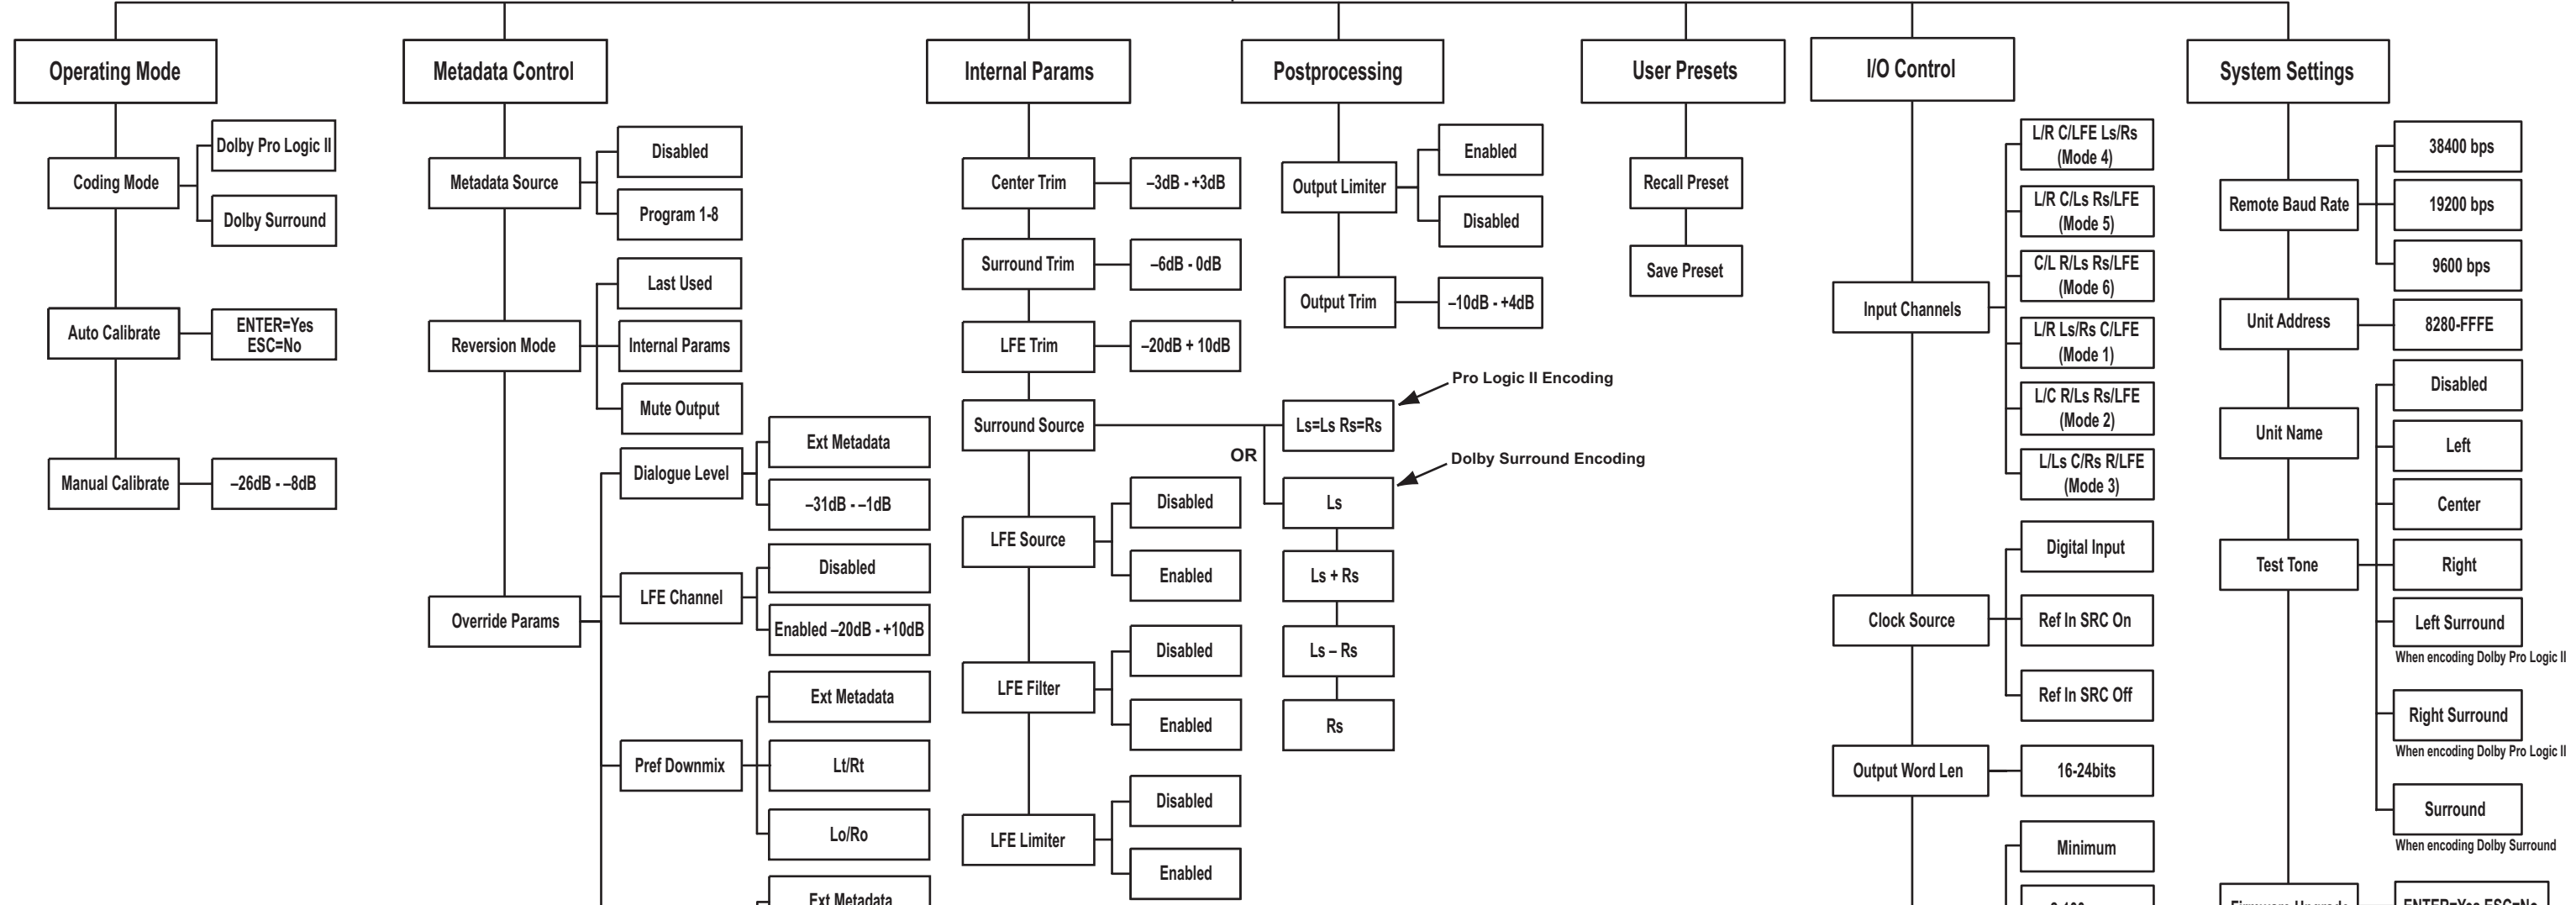 Operating Mode
Coding Mode
Dolby Pro Logic II
Dolby Surround
Auto Calibrate
ENTER=Yes
ESC=No
Manual Calibrate
–26dB - –8dB
Metadata Control
Metadata Source
Disabled
Program 1-8
Reversion Mode
Last Used
Internal Params
Mute Output
Override Params
Dialogue Level
Ext Metadata
–31dB - –1dB
LFE Channel
Disabled
Enabled –20dB - +10dB
Pref Downmix
Ext Metadata
Lt/Rt
Lo/Ro
Ext Metadata
Internal Params
Center Trim
–3dB - +3dB
Surround Trim
–6dB - 0dB
LFE Trim
–20dB + 10dB
Surround Source
Ls=Ls Rs=Rs
Pro Logic II Encoding
OR
Dolby Surround Encoding
Ls
Ls + Rs
Ls – Rs
Rs
LFE Source
Disabled
Enabled
LFE Filter
Disabled
Enabled
LFE Limiter
Disabled
Enabled
Postprocessing
Output Limiter
Enabled
Disabled
Output Trim
–10dB - +4dB
User Presets
Recall Preset
Save Preset
I/O Control
Input Channels
L/R C/LFE Ls/Rs
(Mode 4)
L/R C/Ls Rs/LFE
(Mode 5)
C/L R/Ls Rs/LFE
(Mode 6)
L/R Ls/Rs C/LFE
(Mode 1)
L/C R/Ls Rs/LFE
(Mode 2)
L/Ls C/Rs R/LFE
(Mode 3)
Clock Source
Digital Input
Ref In SRC On
Ref In SRC Off
Output Word Len
16-24bits
Minimum
System Settings
Remote Baud Rate
38400 bps
19200 bps
9600 bps
Unit Address
8280-FFFE
Unit Name
Test Tone
Disabled
Left
Center
Right
Left Surround
When encoding Dolby Pro Logic II
Right Surround
When encoding Dolby Pro Logic II
Surround
When encoding Dolby Surround
Firmware Upgrade
ENTER=Yes ESC=No